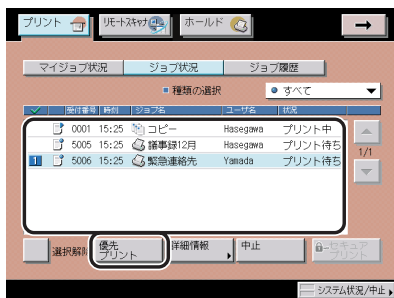 プリント リモートスキャナ ホールド →
マイジョブ状況 ジョブ状況 ジョブ履歴
種類の選択 すべて
受付番号 時刻 ジョブ名 ユーザ名 状況
0001 15:25 コピー Hasegawa プリント中
5005 15:25 議事録12月 Hasegawa プリント待ち
1 5006 15:25 緊急連絡先 Yamada プリント待ち
1/1
選択解除 優先プリント 詳細情報 中止 セキュアプリント
システム状況/中止